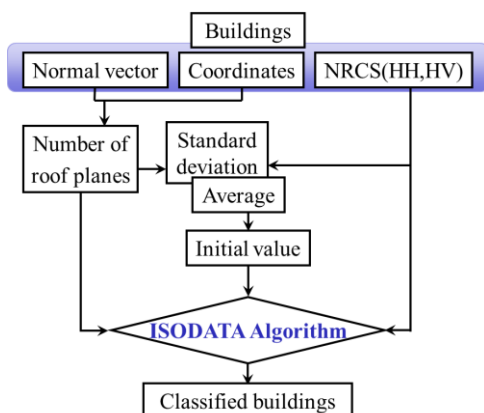 Buildings
Normal vector
Coordinates
NRCS(HH,HV)
Number of
roof planes
Standard
deviation
Average
Initial value
ISODATA Algorithm
Classified buildings